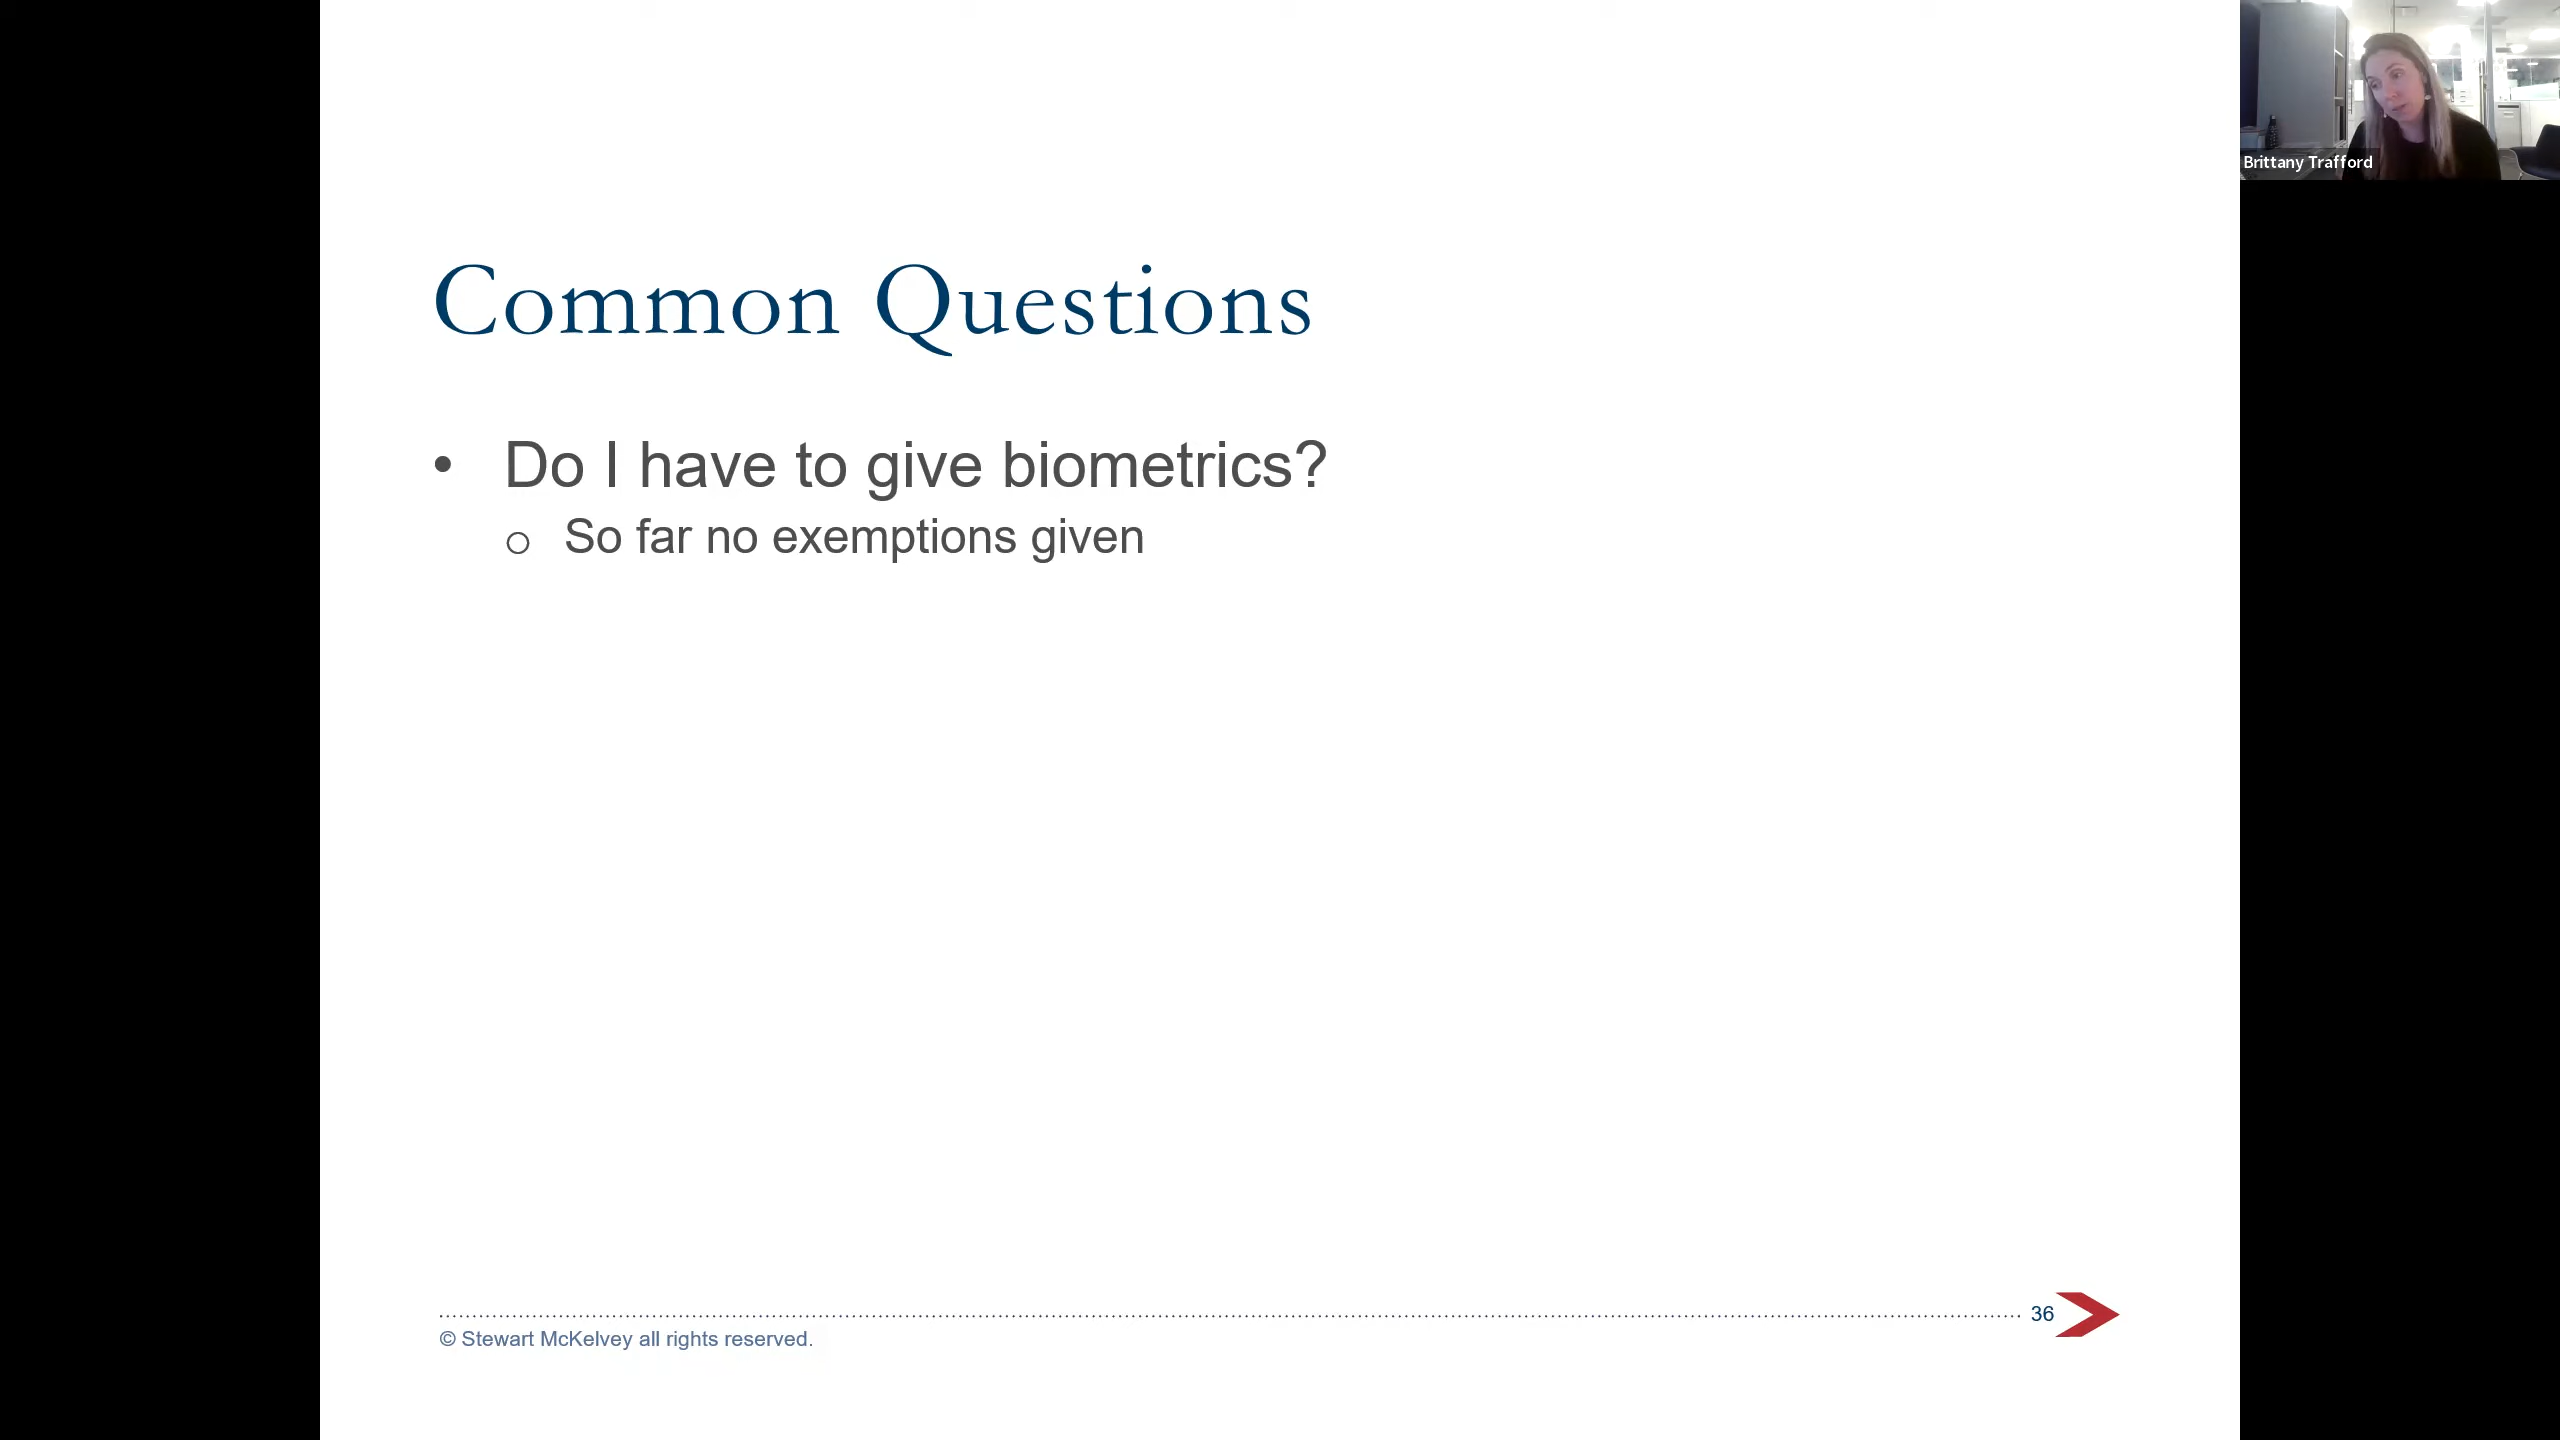 Brittany Trafford
Common Questions
• Do I have to give biometrics?
o So far no exemptions given
36
© Stewart McKelvey all rights reserved.